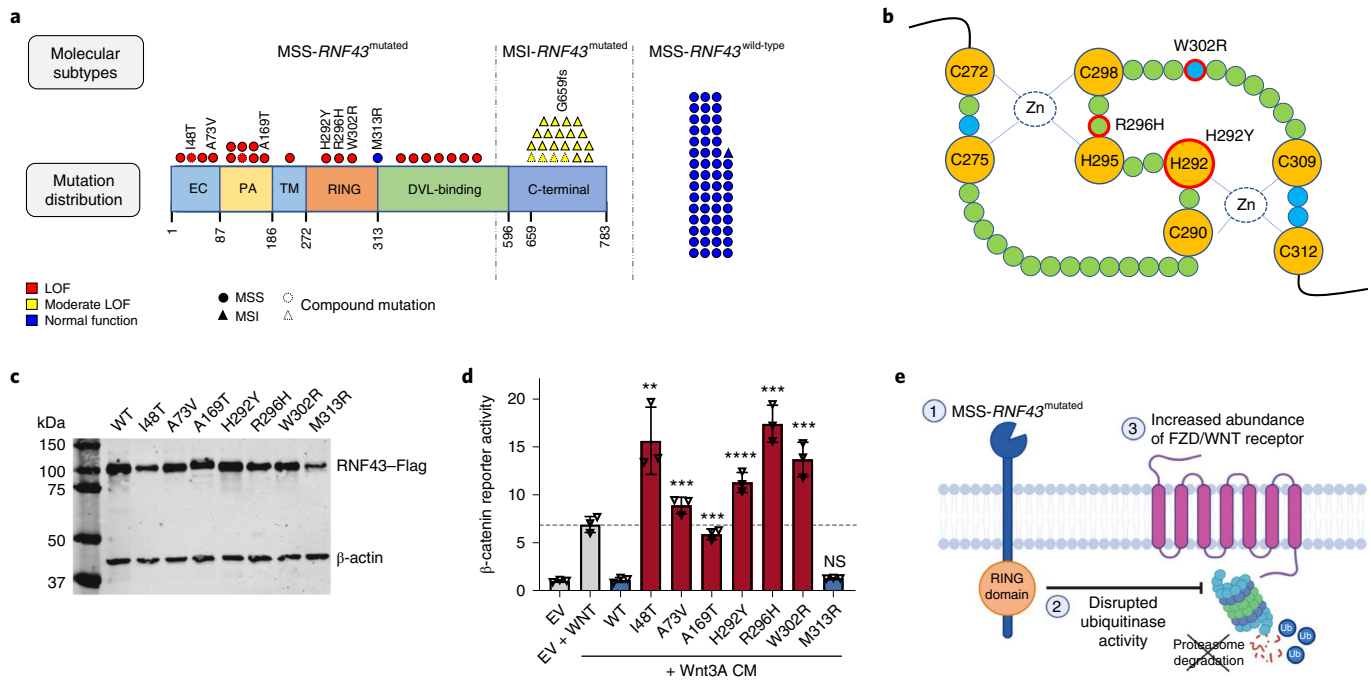 a
Molecular
subtypes
MSS-RNF43mutated
MSI-RNF43mutated
MSS-RNF43wild-type
I48T
A73V
A169T
H292Y
R296H
W302R
M313R
G659fs
Mutation
distribution
EC
PA
TM
RING
DVL-binding
C-terminal
1
87
186
272
313
596
659
783
LOF
Moderate LOF
Normal function
MSS
MSI
Compound mutation
b
W302R
C272
C298
Zn
R296H
H292Y
C275
H295
H292
C309
Zn
C290
C312
c
kDa
WT
I48T
A73V
A169T
H292Y
R296H
W302R
M313R
150
100
75
50
37
RNF43–Flag
β-actin
d
β-catenin reporter activity
20
15
10
5
0
**
***
***
****
***
***
NS
EV
EV + WNT
WT
I48T
A73V
A169T
H292Y
R296H
W302R
M313R
+ Wnt3A CM
e
1 MSS-RNF43mutated
3 Increased abundance
of FZD/WNT receptor
RING
domain
2 Disrupted
ubiquitinase
activity
Proteasome
degradation
Ub
Ub
Ub